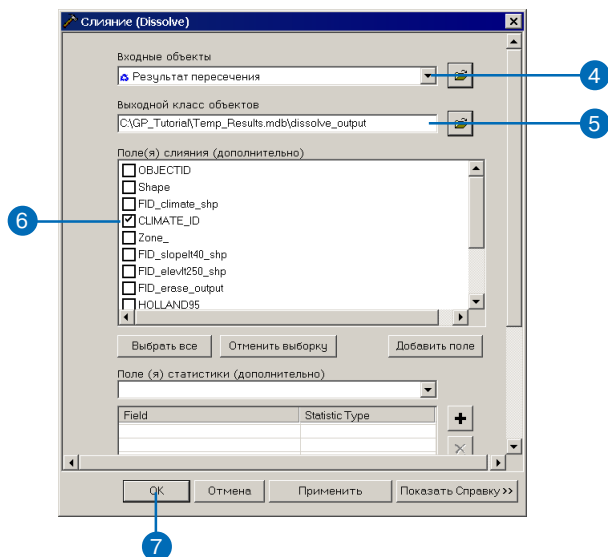 Слияние (Dissolve)
Входные объекты
Результат пересечения
4
Выходной класс объектов
C:\GP_Tutorial\Temp_Results.mdb\dissolve_output
5
Поле(я) слияния (дополнительно)
OBJECTID
Shape
FID_climate_shp
6
CLIMATE_ID
Zone_
FID_slopelt40_shp
FID_elevlt250_shp
FID_erase_output
HOLLAND95
Выбрать все Отменить выборку Добавить поле
Поле (я) статистики (дополнительно)
Field Statistic Type
OK Отмена Применить Показать Справку>>
7